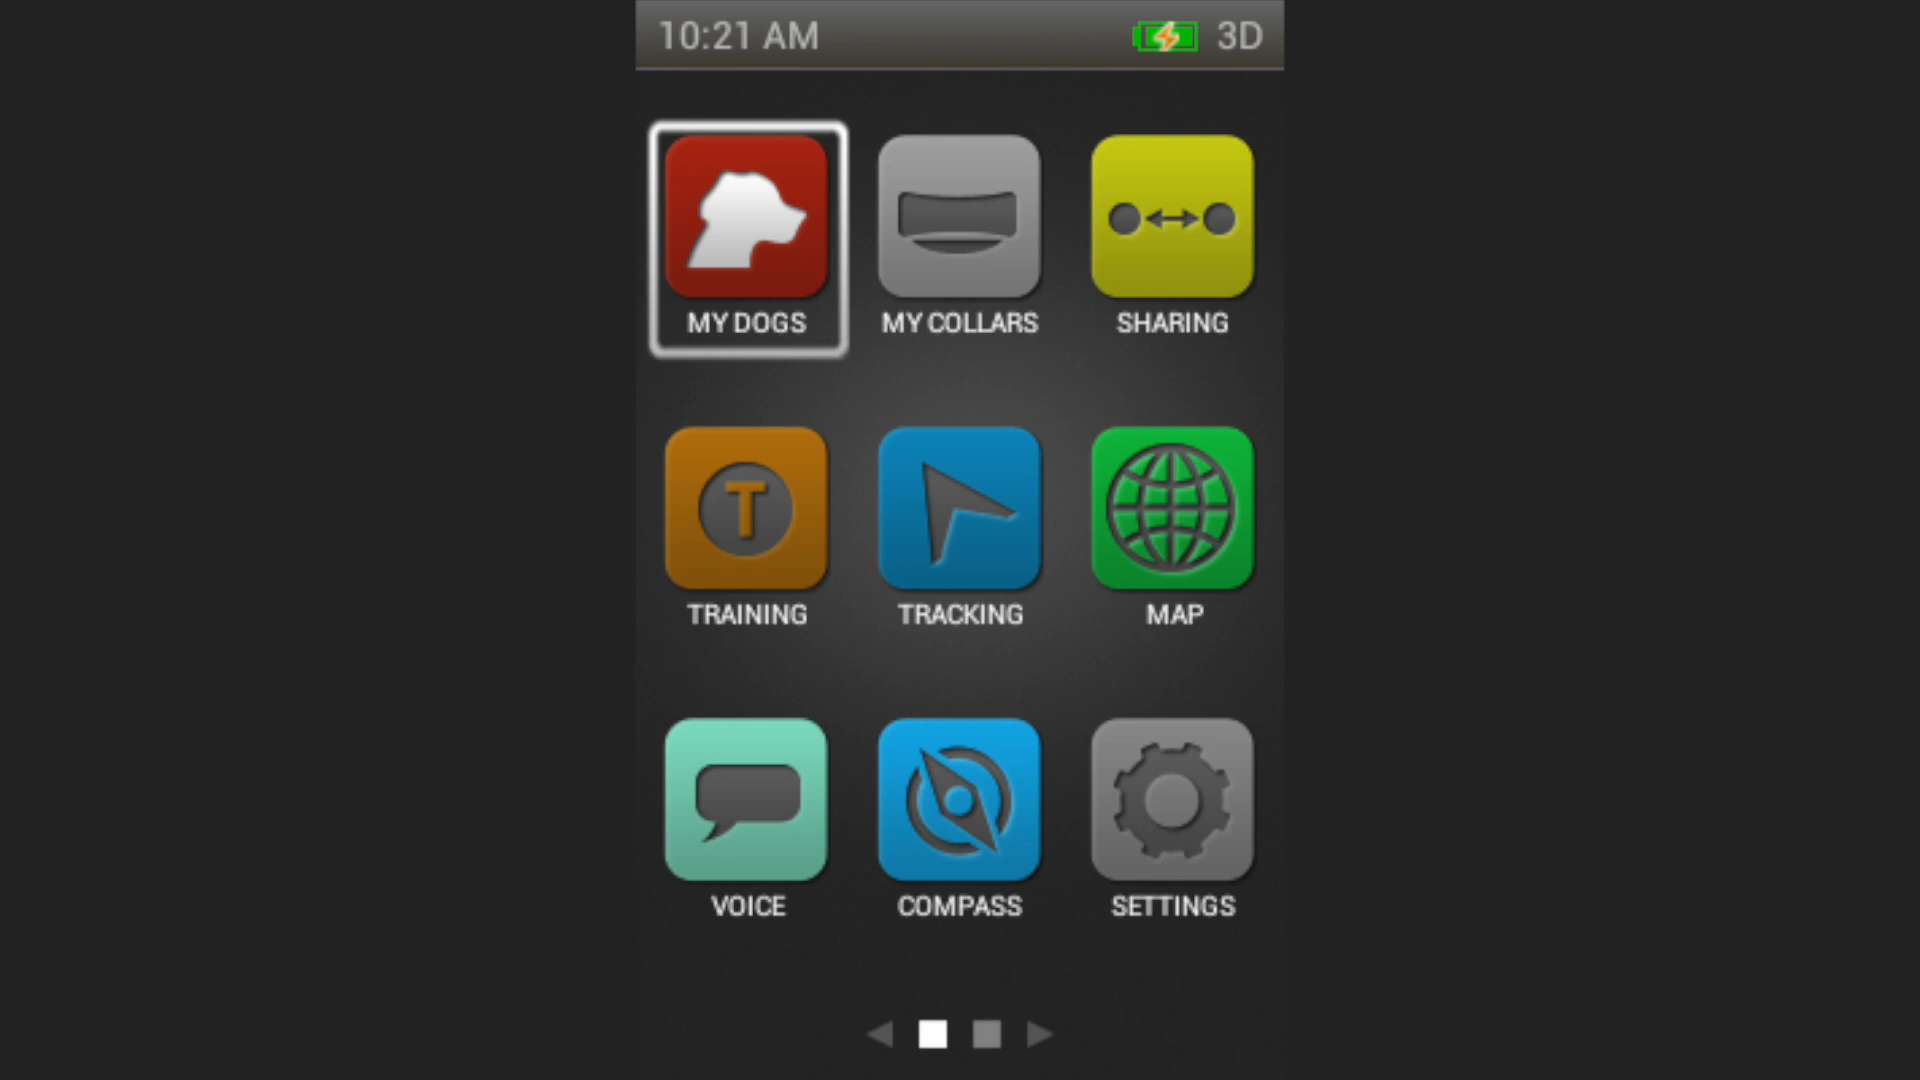 10:21 AM 3D
MY DOGS MY COLLARS SHARING
T
TRAINING TRACKING MAP
VOICE COMPASS SETTINGS